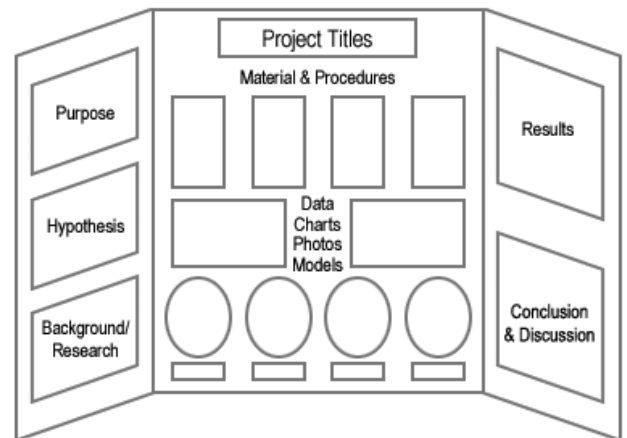 Project Titles
Material & Procedures
Purpose
Hypothesis
Background/
Research
Data
Charts
Photos
Models
Results
Conclusion
& Discussion